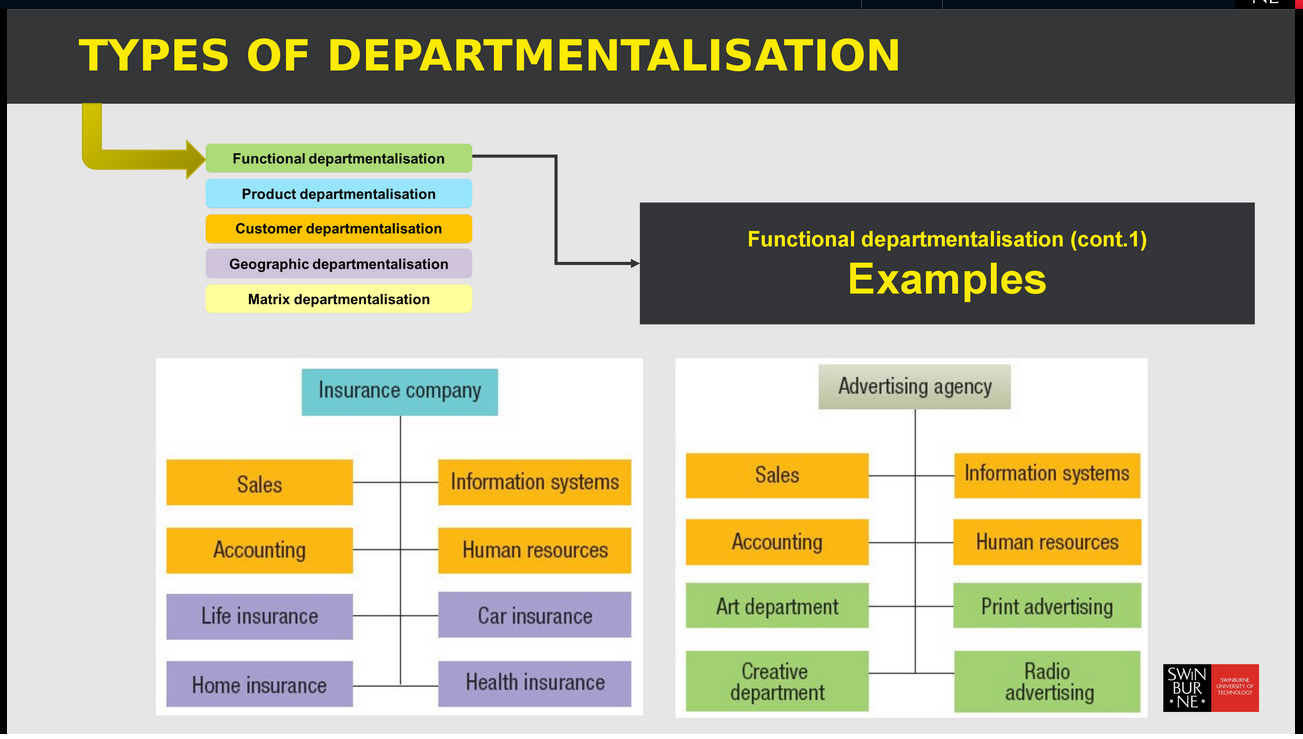 NE
TYPES OF DEPARTMENTALISATION
Functional departmentalisation
Product departmentalisation
Customer departmentalisation
Geographic departmentalisation
Matrix departmentalisation
Functional departmentalisation (cont.1)
Examples
Insurance company
Sales
Information systems
Accounting
Human resources
Life insurance
Car insurance
Home insurance
Health insurance
Advertising agency
Sales
Information systems
Accounting
Human resources
Art department
Print advertising
Creative
department
Radio
advertising
SWIN
BUR
* NE *
SWINBURNE
UNIVERSITY OF
TECHNOLOGY